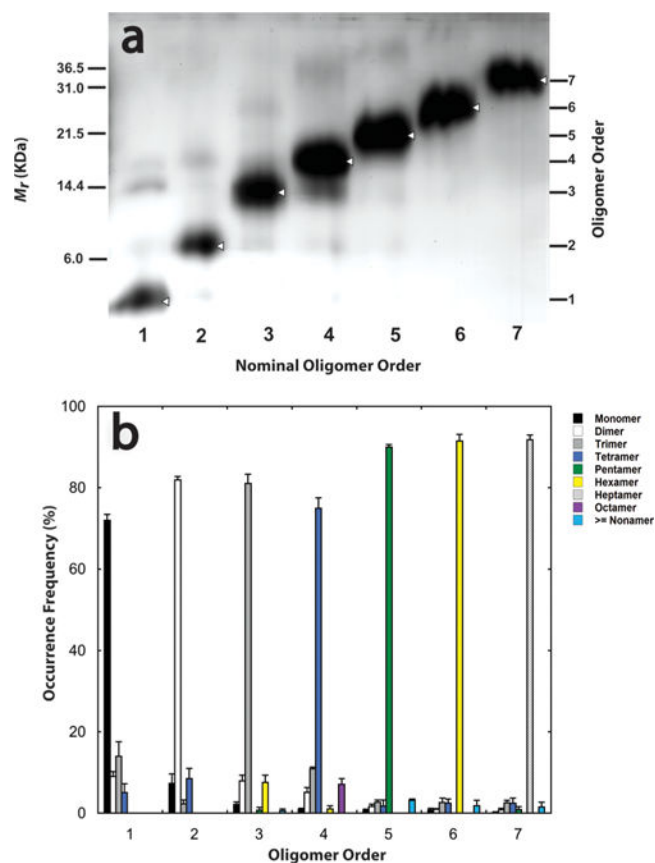 a
36.5
31.0
21.5
14.4
6.0
Mr (KDa)
7
6
5
4
3
2
1
Oligomer Order
1 2 3 4 5 6 7
Nominal Oligomer Order
b
100
80
60
40
20
0
Occurrence Frequency (%)
1 2 3 4 5 6 7
Oligomer Order
Monomer
Dimer
Trimer
Tetramer
Pentamer
Hexamer
Heptamer
Octamer
>= Nonamer